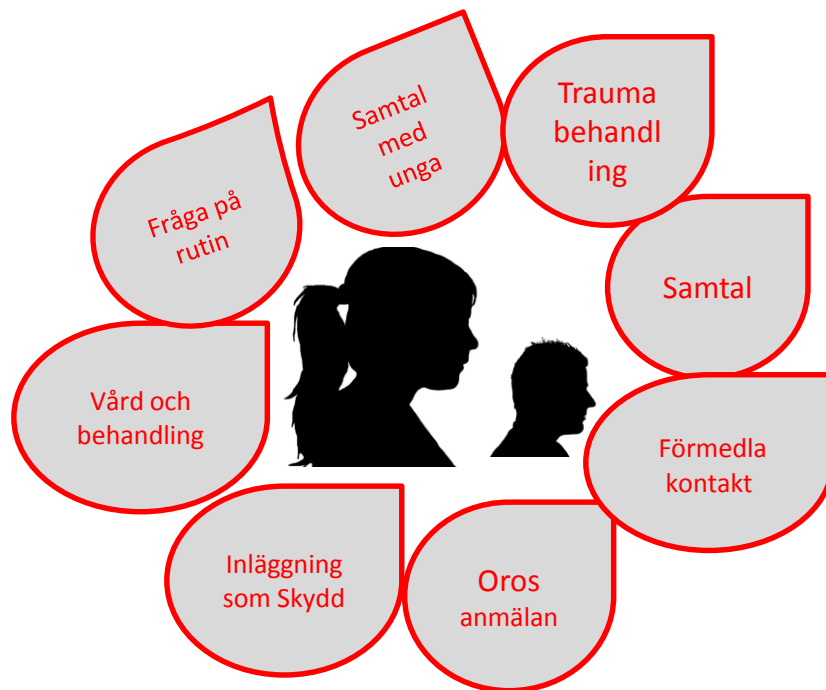 Samtal
med
unga
Trauma
behandl
ing
Fråga på
rutin
Samtal
Vård och
behandling
Förmedla
kontakt
Inläggning
som Skydd
Oros
anmälan